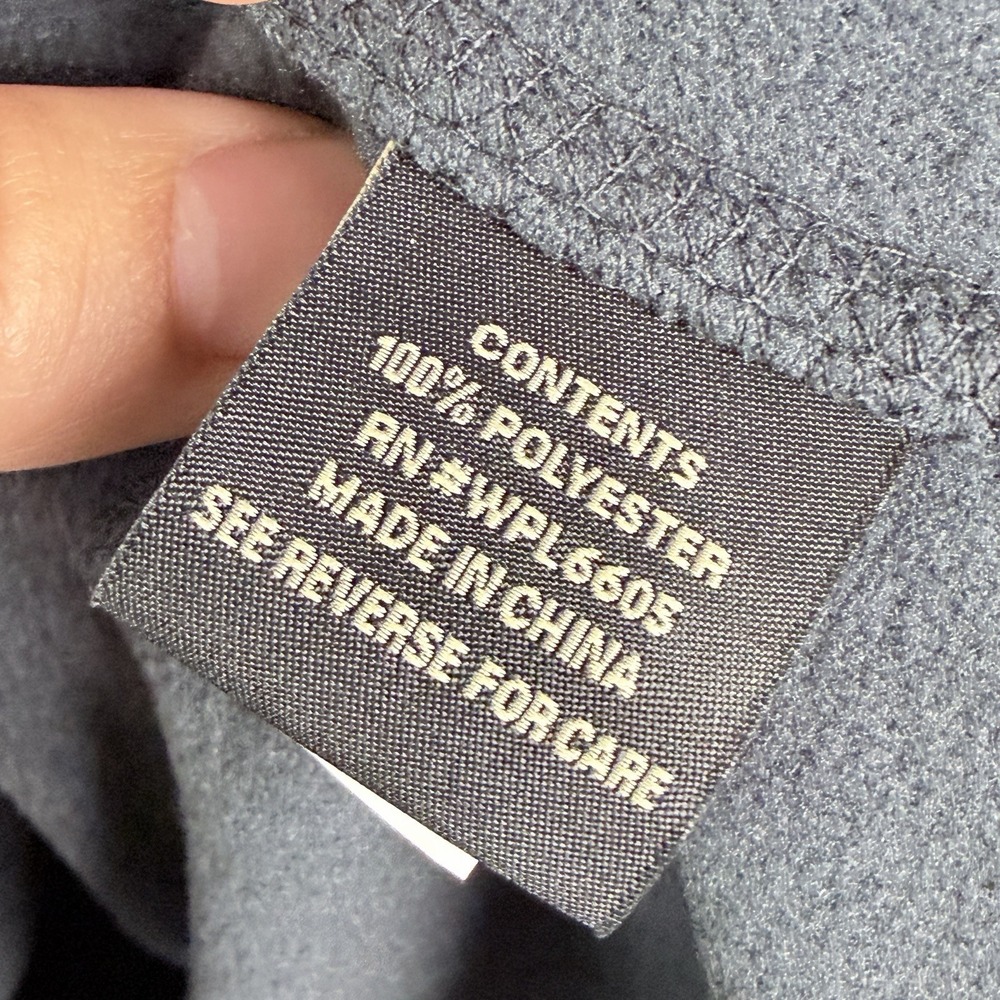 CONTENTS
100% POLYESTER
RN #WPL6605
MADE IN CHINA
SEE REVERSE FOR CARE